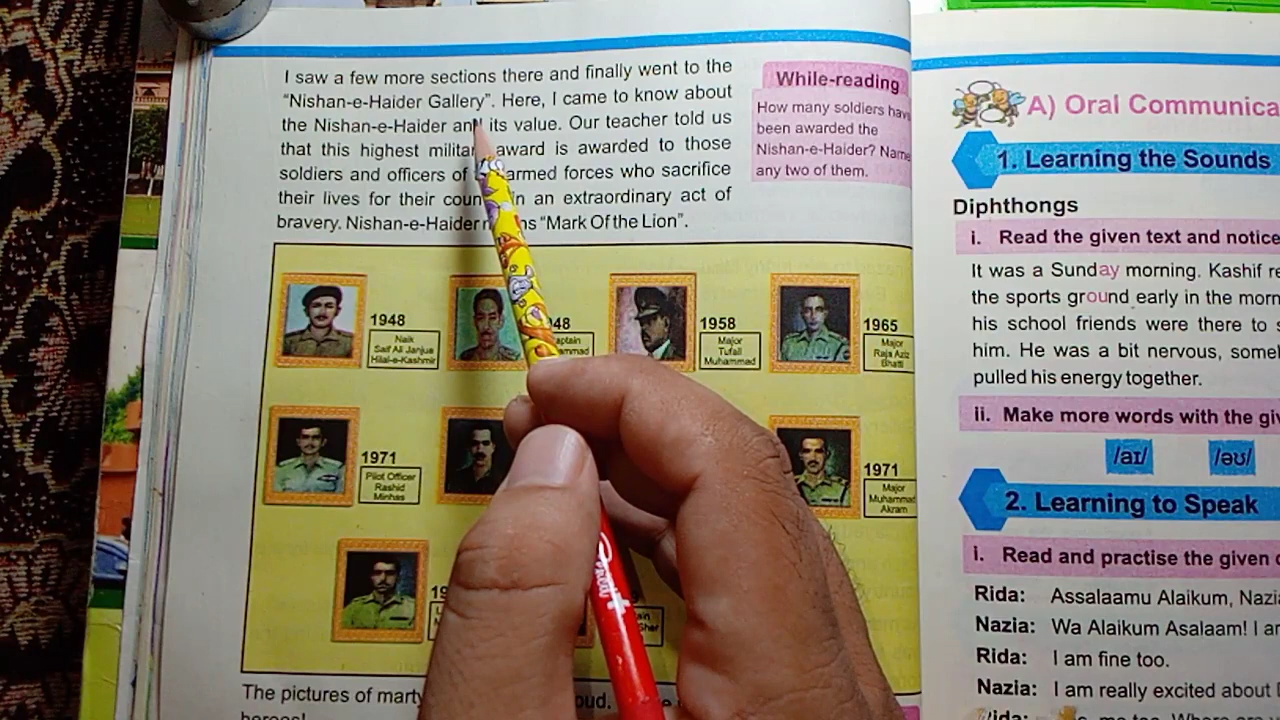 I saw a few more sections there and finally went to the
"Nishan-e-Haider Gallery". Here, I came to know about
the Nishan-e-Haider and its value. Our teacher told us
that this highest military award is awarded to those
soldiers and officers of armed forces who sacrifice
their lives for their in an extraordinary act of
bravery. Nishan-e-Haider "Mark Of the Lion".
While-reading
How many soldiers have
been awarded the
Nishan-e-Haider? Name
any two of them.
1948
Naik
Saif Ali Janjua
Hilal-e-Kashmir
1958
Major
Tufail
Muhammad
1965
Major
Raja Aziz
Bhatti
1971
Pilot Officer
Rashid
Minhas
1971
Major
Muhammad
Akram
The pictures of
heroes!
A) Oral Communica
1. Learning the Sounds
Diphthongs
i. Read the given text and notice
It was a Sunday morning. Kashif re
the sports ground early in the morn
his school friends were there to
him. He was a bit nervous, some
pulled his energy together.
ii. Make more words with the giv
/aɪ/ /əʊ/
2. Learning to Speak
i. Read and practise the given
Rida: Assalaamu Alaikum, Nazia
Nazia: Wa Alaikum Asalaam! I am
Rida: I am fine too.
Nazia: I am really excited about